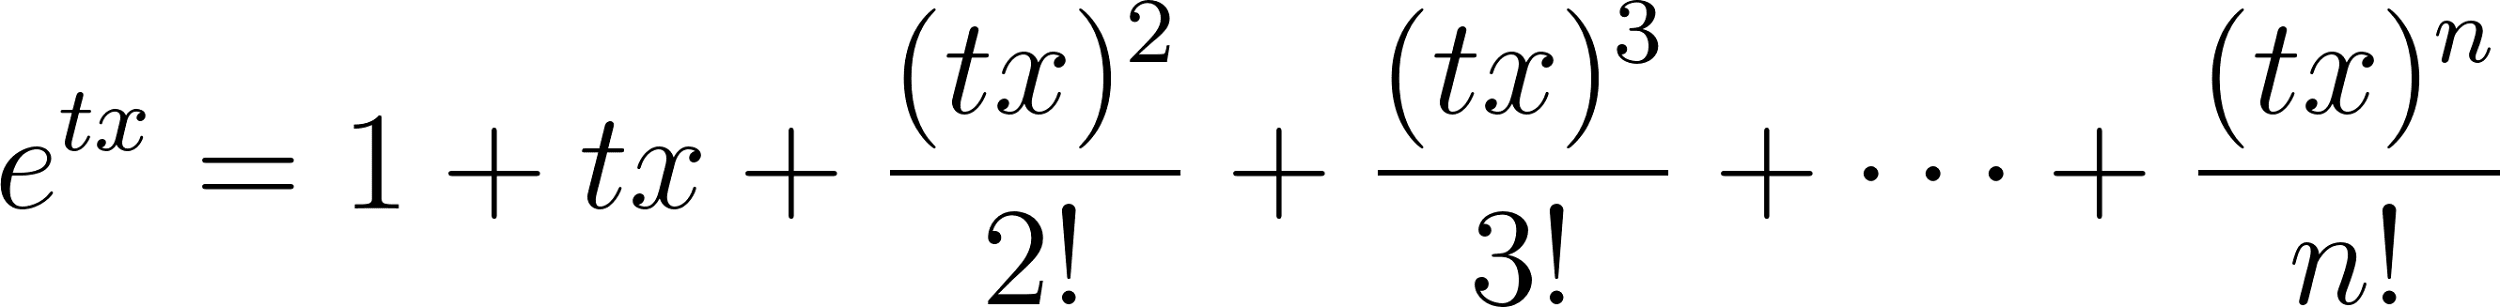 e^{tx} = 1 + tx + \frac{(tx)^2}{2!} + \frac{(tx)^3}{3!} + \cdots + \frac{(tx)^n}{n!}